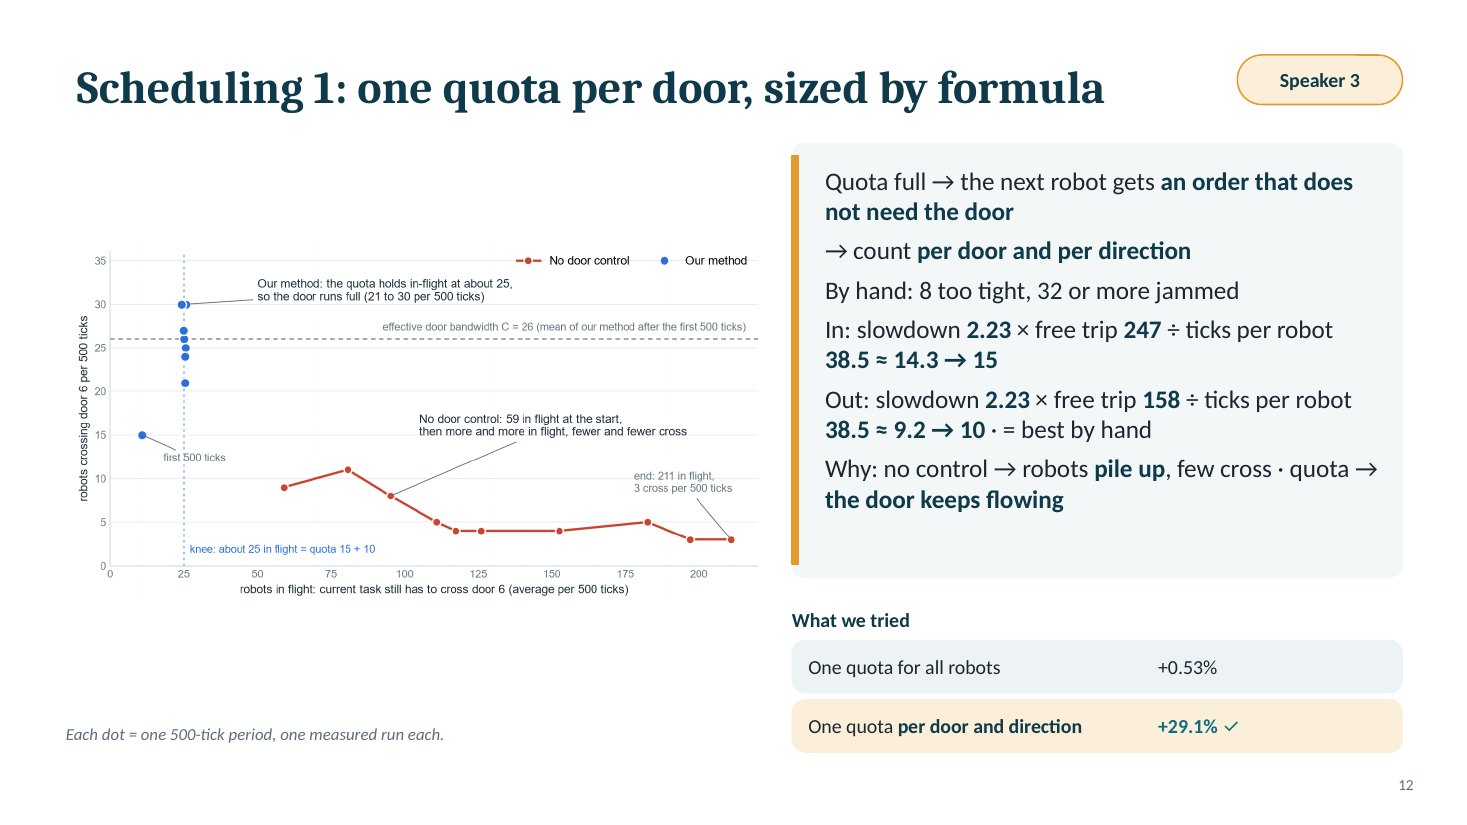 Scheduling 1: one quota per door, sized by formula
Speaker 3
35
30
25
20
15
10
5
0
robots crossing door 6 per 500 ticks
No door control
Our method
Our method: the quota holds in-flight at about 25,
so the door runs full (21 to 30 per 500 ticks)
effective door bandwidth C = 26 (mean of our method after the first 500 ticks)
No door control: 59 in flight at the start,
then more and more in flight, fewer and fewer cross
first 500 ticks
end: 211 in flight,
3 cross per 500 ticks
knee: about 25 in flight = quota 15 + 10
0 25 50 75 100 125 150 175 200
robots in flight: current task still has to cross door 6 (average per 500 ticks)
Each dot = one 500-tick period, one measured run each.
Quota full → the next robot gets an order that does
not need the door
→ count per door and per direction
By hand: 8 too tight, 32 or more jammed
In: slowdown 2.23 × free trip 247 ÷ ticks per robot
38.5 ≈ 14.3 → 15
Out: slowdown 2.23 × free trip 158 ÷ ticks per robot
38.5 ≈ 9.2 → 10 · = best by hand
Why: no control → robots pile up, few cross · quota →
the door keeps flowing
What we tried
One quota for all robots +0.53%
One quota per door and direction +29.1% ✓
12